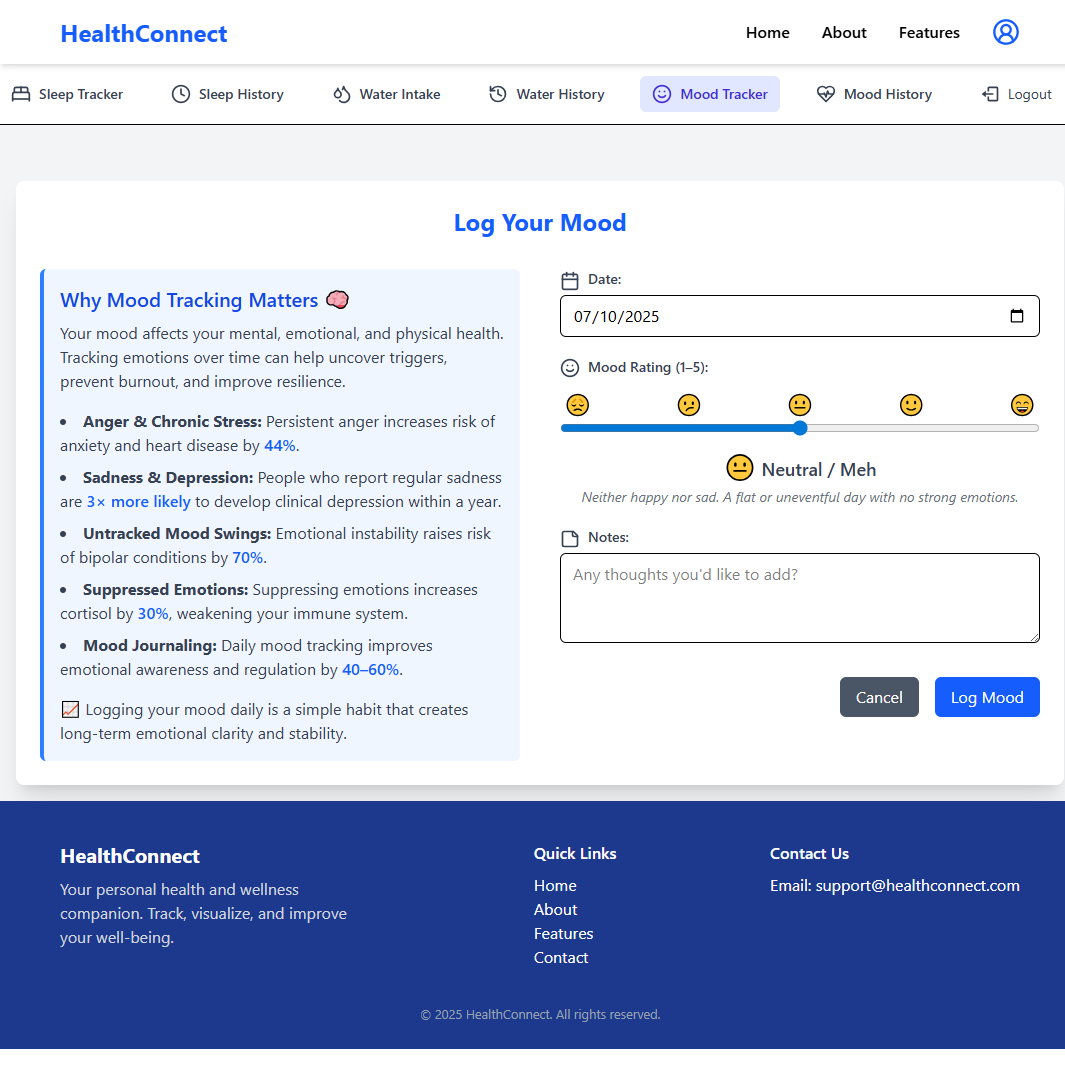 HealthConnect
Home About Features
Sleep Tracker Sleep History Water Intake Water History Mood Tracker Mood History Logout
Log Your Mood
Why Mood Tracking Matters
Your mood affects your mental, emotional, and physical health.
Tracking emotions over time can help uncover triggers,
prevent burnout, and improve resilience.
• Anger & Chronic Stress: Persistent anger increases risk of
anxiety and heart disease by 44%.
• Sadness & Depression: People who report regular sadness
are 3× more likely to develop clinical depression within a year.
• Untracked Mood Swings: Emotional instability raises risk
of bipolar conditions by 70%.
• Suppressed Emotions: Suppressing emotions increases
cortisol by 30%, weakening your immune system.
• Mood Journaling: Daily mood tracking improves
emotional awareness and regulation by 40–60%.
Logging your mood daily is a simple habit that creates
long-term emotional clarity and stability.
Date:
07/10/2025
Mood Rating (1–5):
Neutral / Meh
Neither happy nor sad. A flat or uneventful day with no strong emotions.
Notes:
Any thoughts you'd like to add?
Cancel Log Mood
HealthConnect
Your personal health and wellness
companion. Track, visualize, and improve
your well-being.
Quick Links
Home
About
Features
Contact
Contact Us
Email: support@healthconnect.com
© 2025 HealthConnect. All rights reserved.